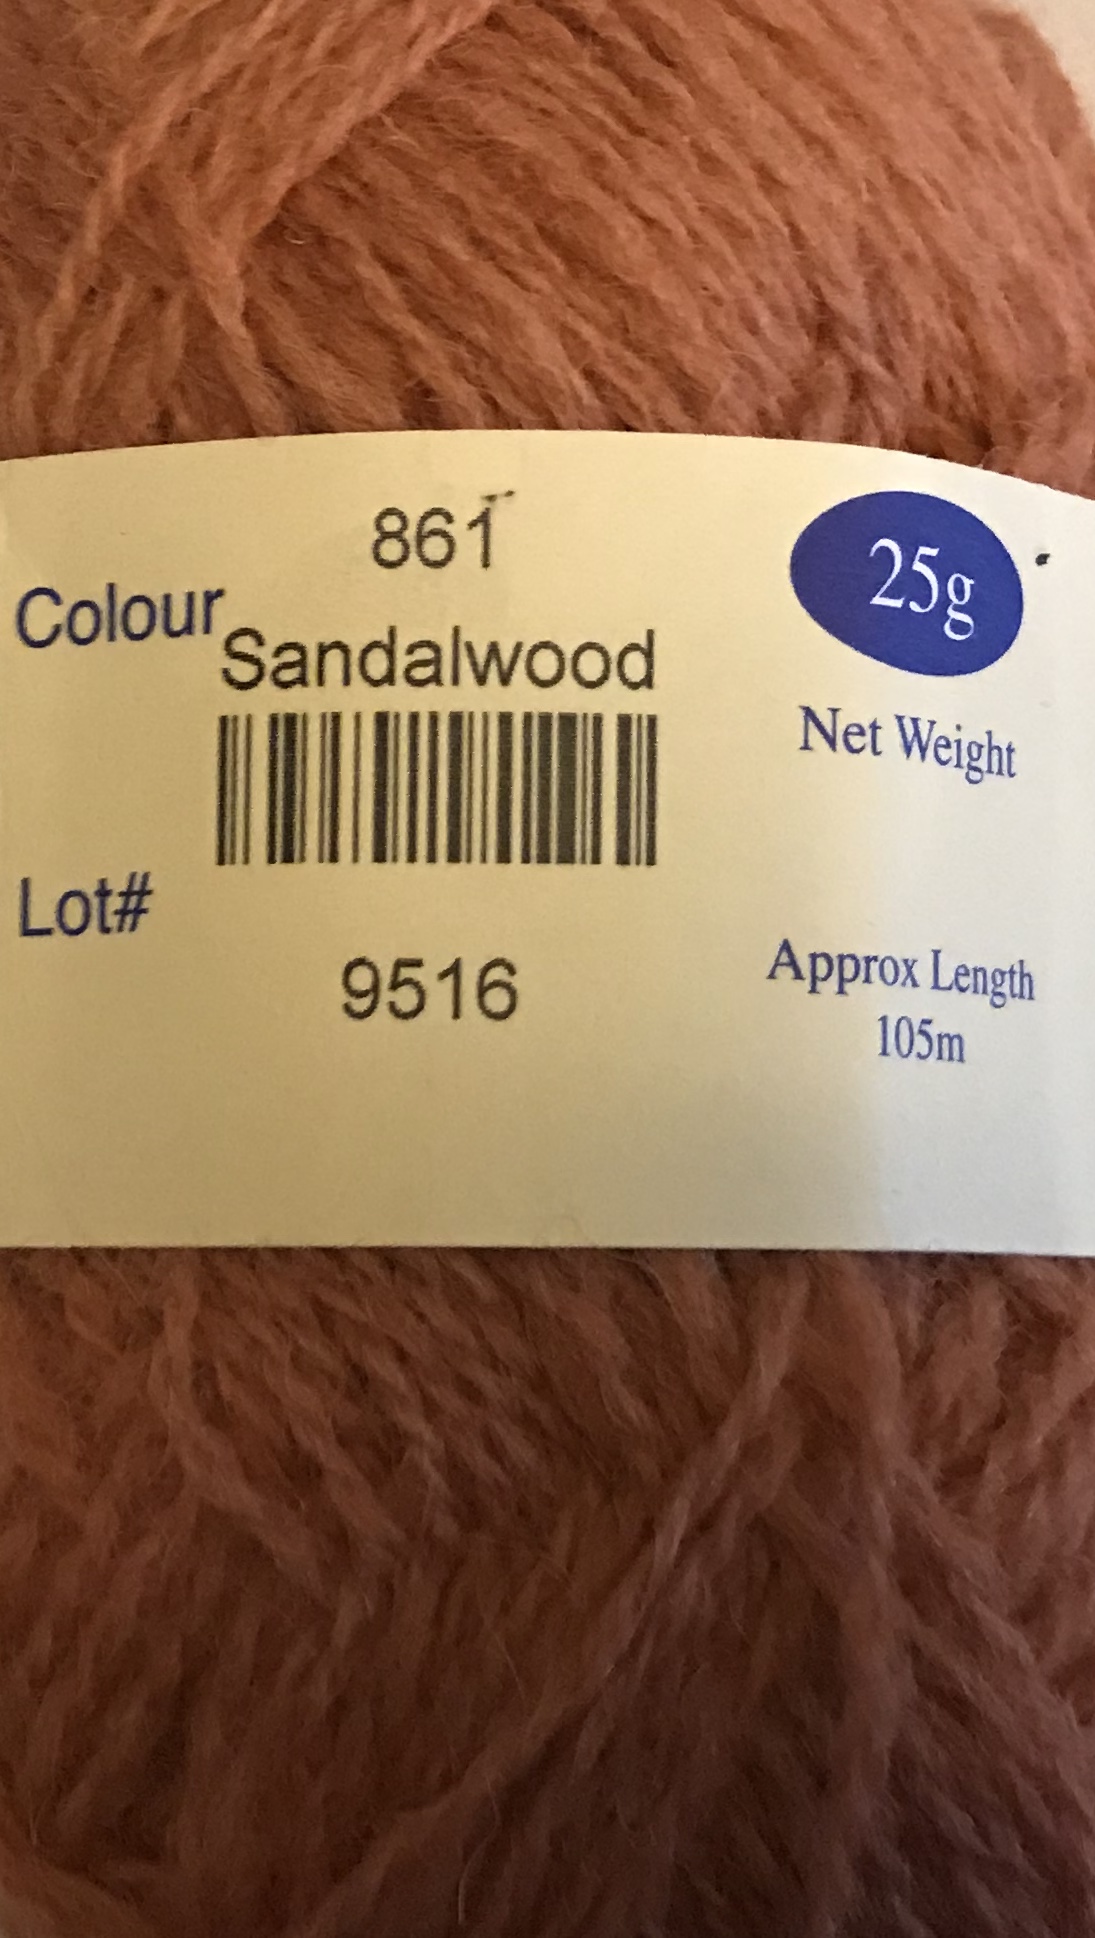 861
Colour
Sandalwood
Lot#
9516
25g
Net Weight
Approx Length
105m